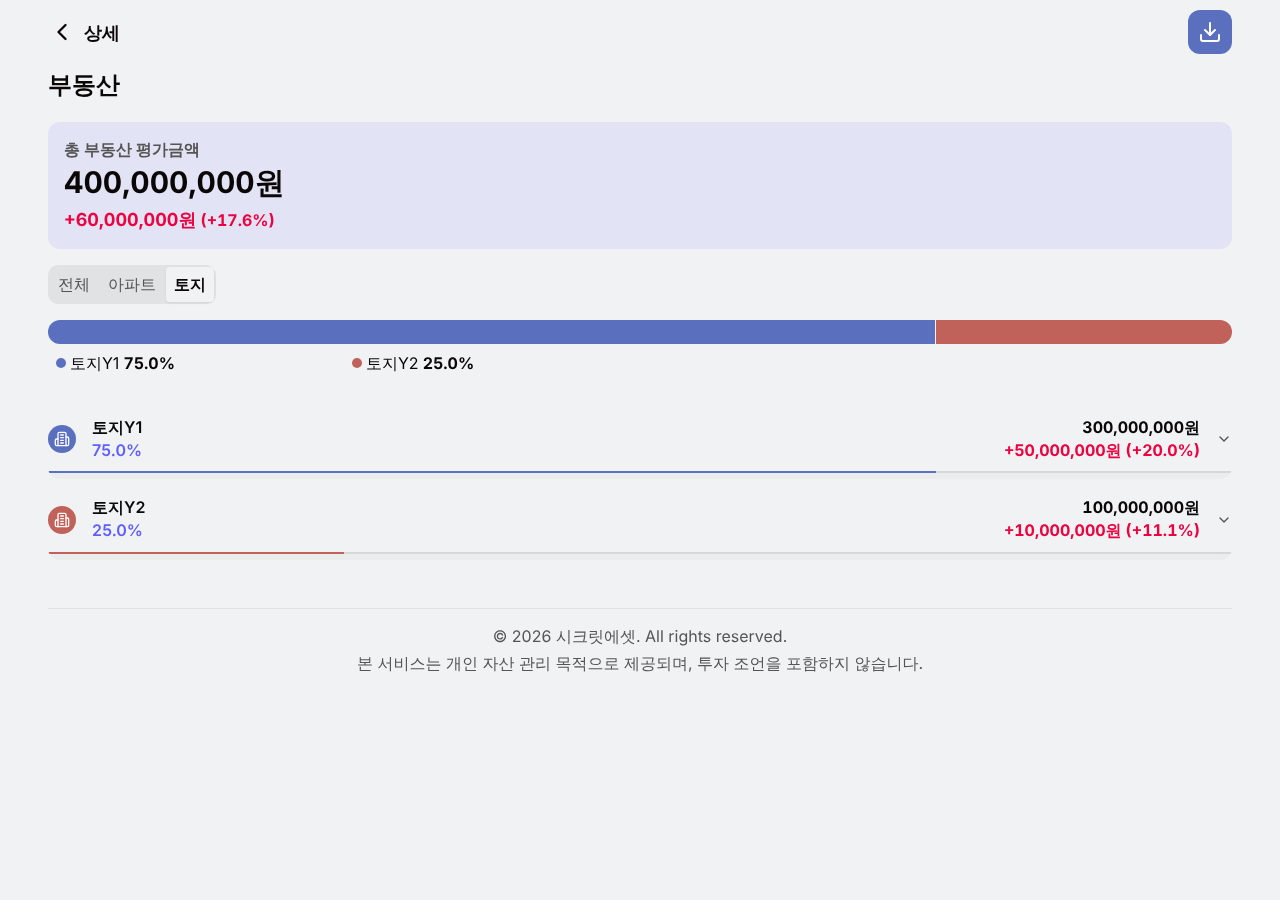 상세
부동산
총 부동산 평가금액
400,000,000원
+60,000,000원 (+17.6%)
전체 아파트 토지
토지Y1 75.0% 토지Y2 25.0%
토지Y1 300,000,000원
75.0% +50,000,000원 (+20.0%)
토지Y2 100,000,000원
25.0% +10,000,000원 (+11.1%)
© 2026 시크릿에셋. All rights reserved.
본 서비스는 개인 자산 관리 목적으로 제공되며, 투자 조언을 포함하지 않습니다.